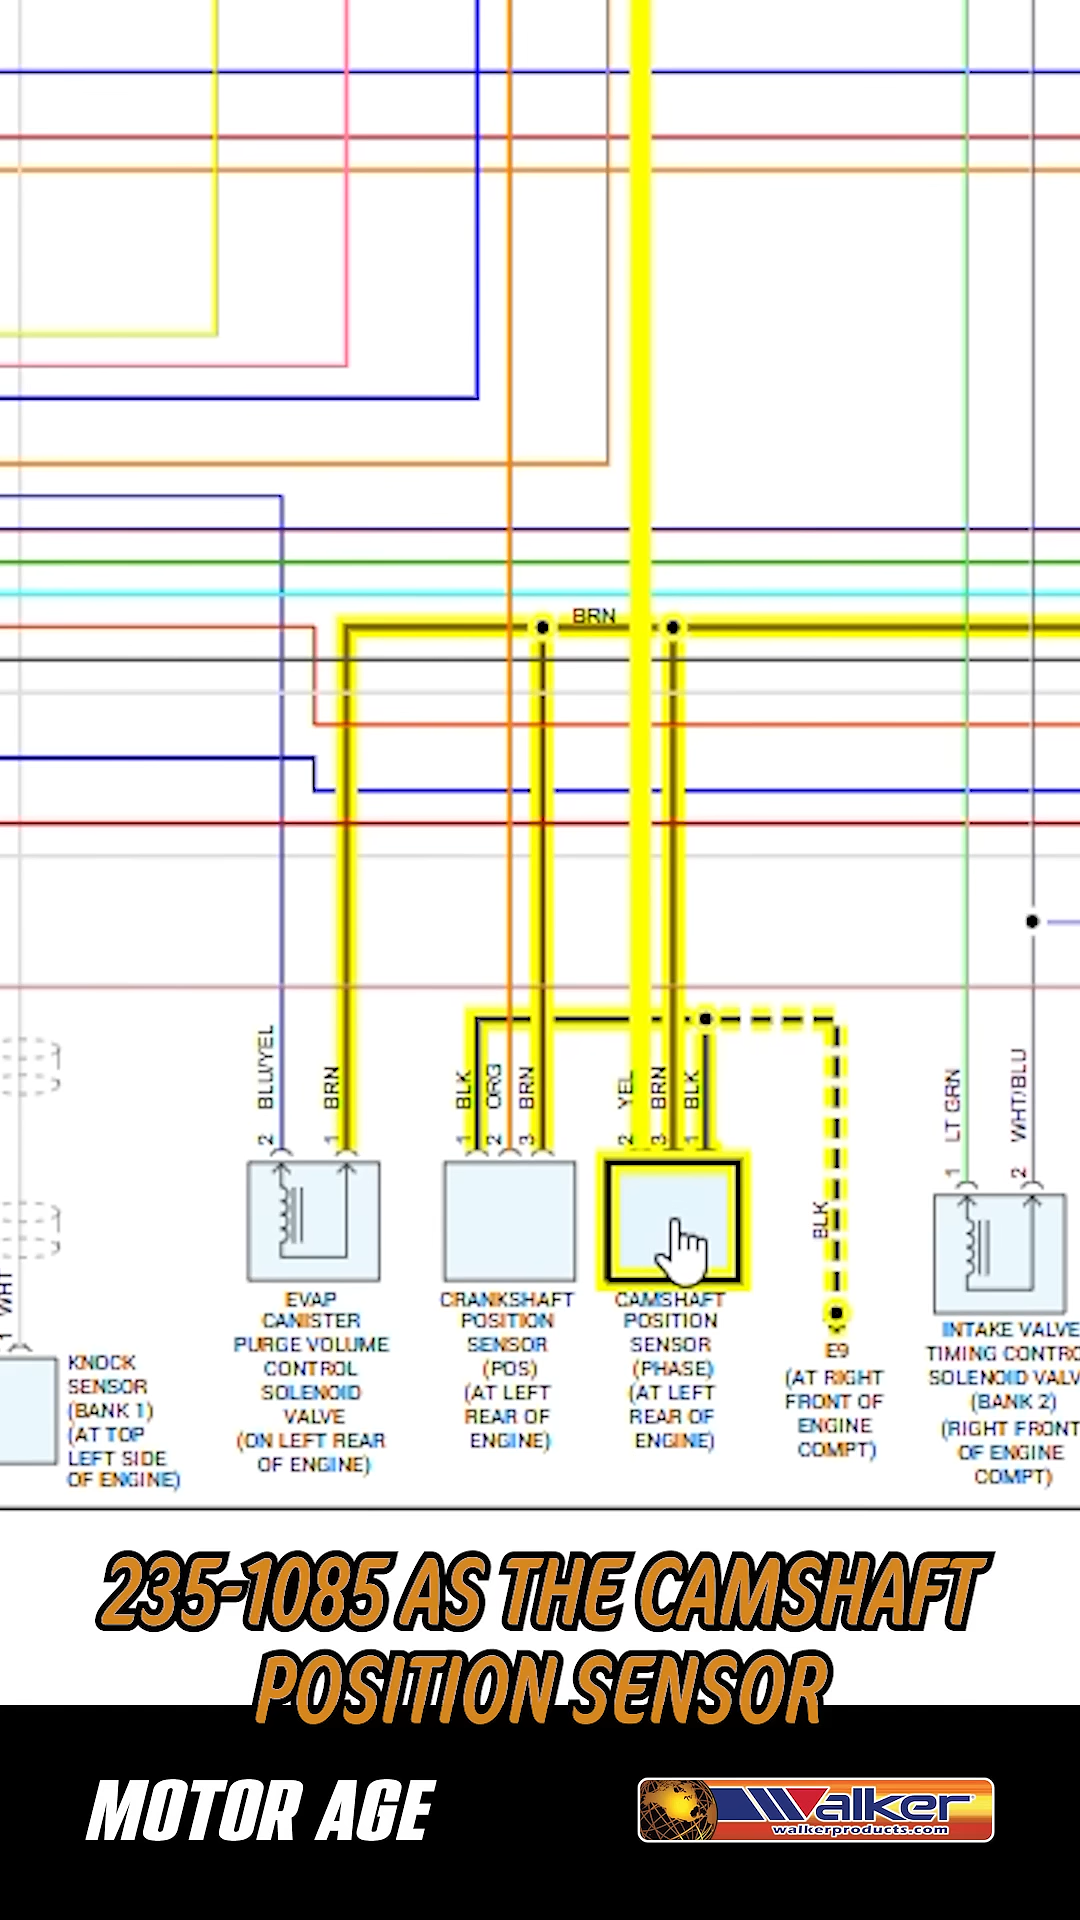 BRN
BLU/YEL
BRN
BLK
ORG
BRN
YEL
BRN
BLK
BLK
LT GRN
WHT/BLU
WHT
2
1
1
2
3
2
3
1
1
2
1
KNOCK
SENSOR
(BANK 1)
(AT TOP
LEFT SIDE
OF ENGINE)
EVAP
CANISTER
PURGE VOLUME
CONTROL
SOLENOID
VALVE
(ON LEFT REAR
OF ENGINE)
CRANKSHAFT
POSITION
SENSOR
(POS)
(AT LEFT
REAR OF
ENGINE)
CAMSHAFT
POSITION
SENSOR
(PHASE)
(AT LEFT
REAR OF
ENGINE)
E9
(AT RIGHT
FRONT OF
ENGINE
COMPT)
INTAKE VALVE
TIMING CONTRO
SOLENOID VALV
(BANK 2)
(RIGHT FRONT
OF ENGINE
COMPT)
235-1085 AS THE CAMSHAFT
POSITION SENSOR
MOTOR AGE
Walker
walkerproducts.com